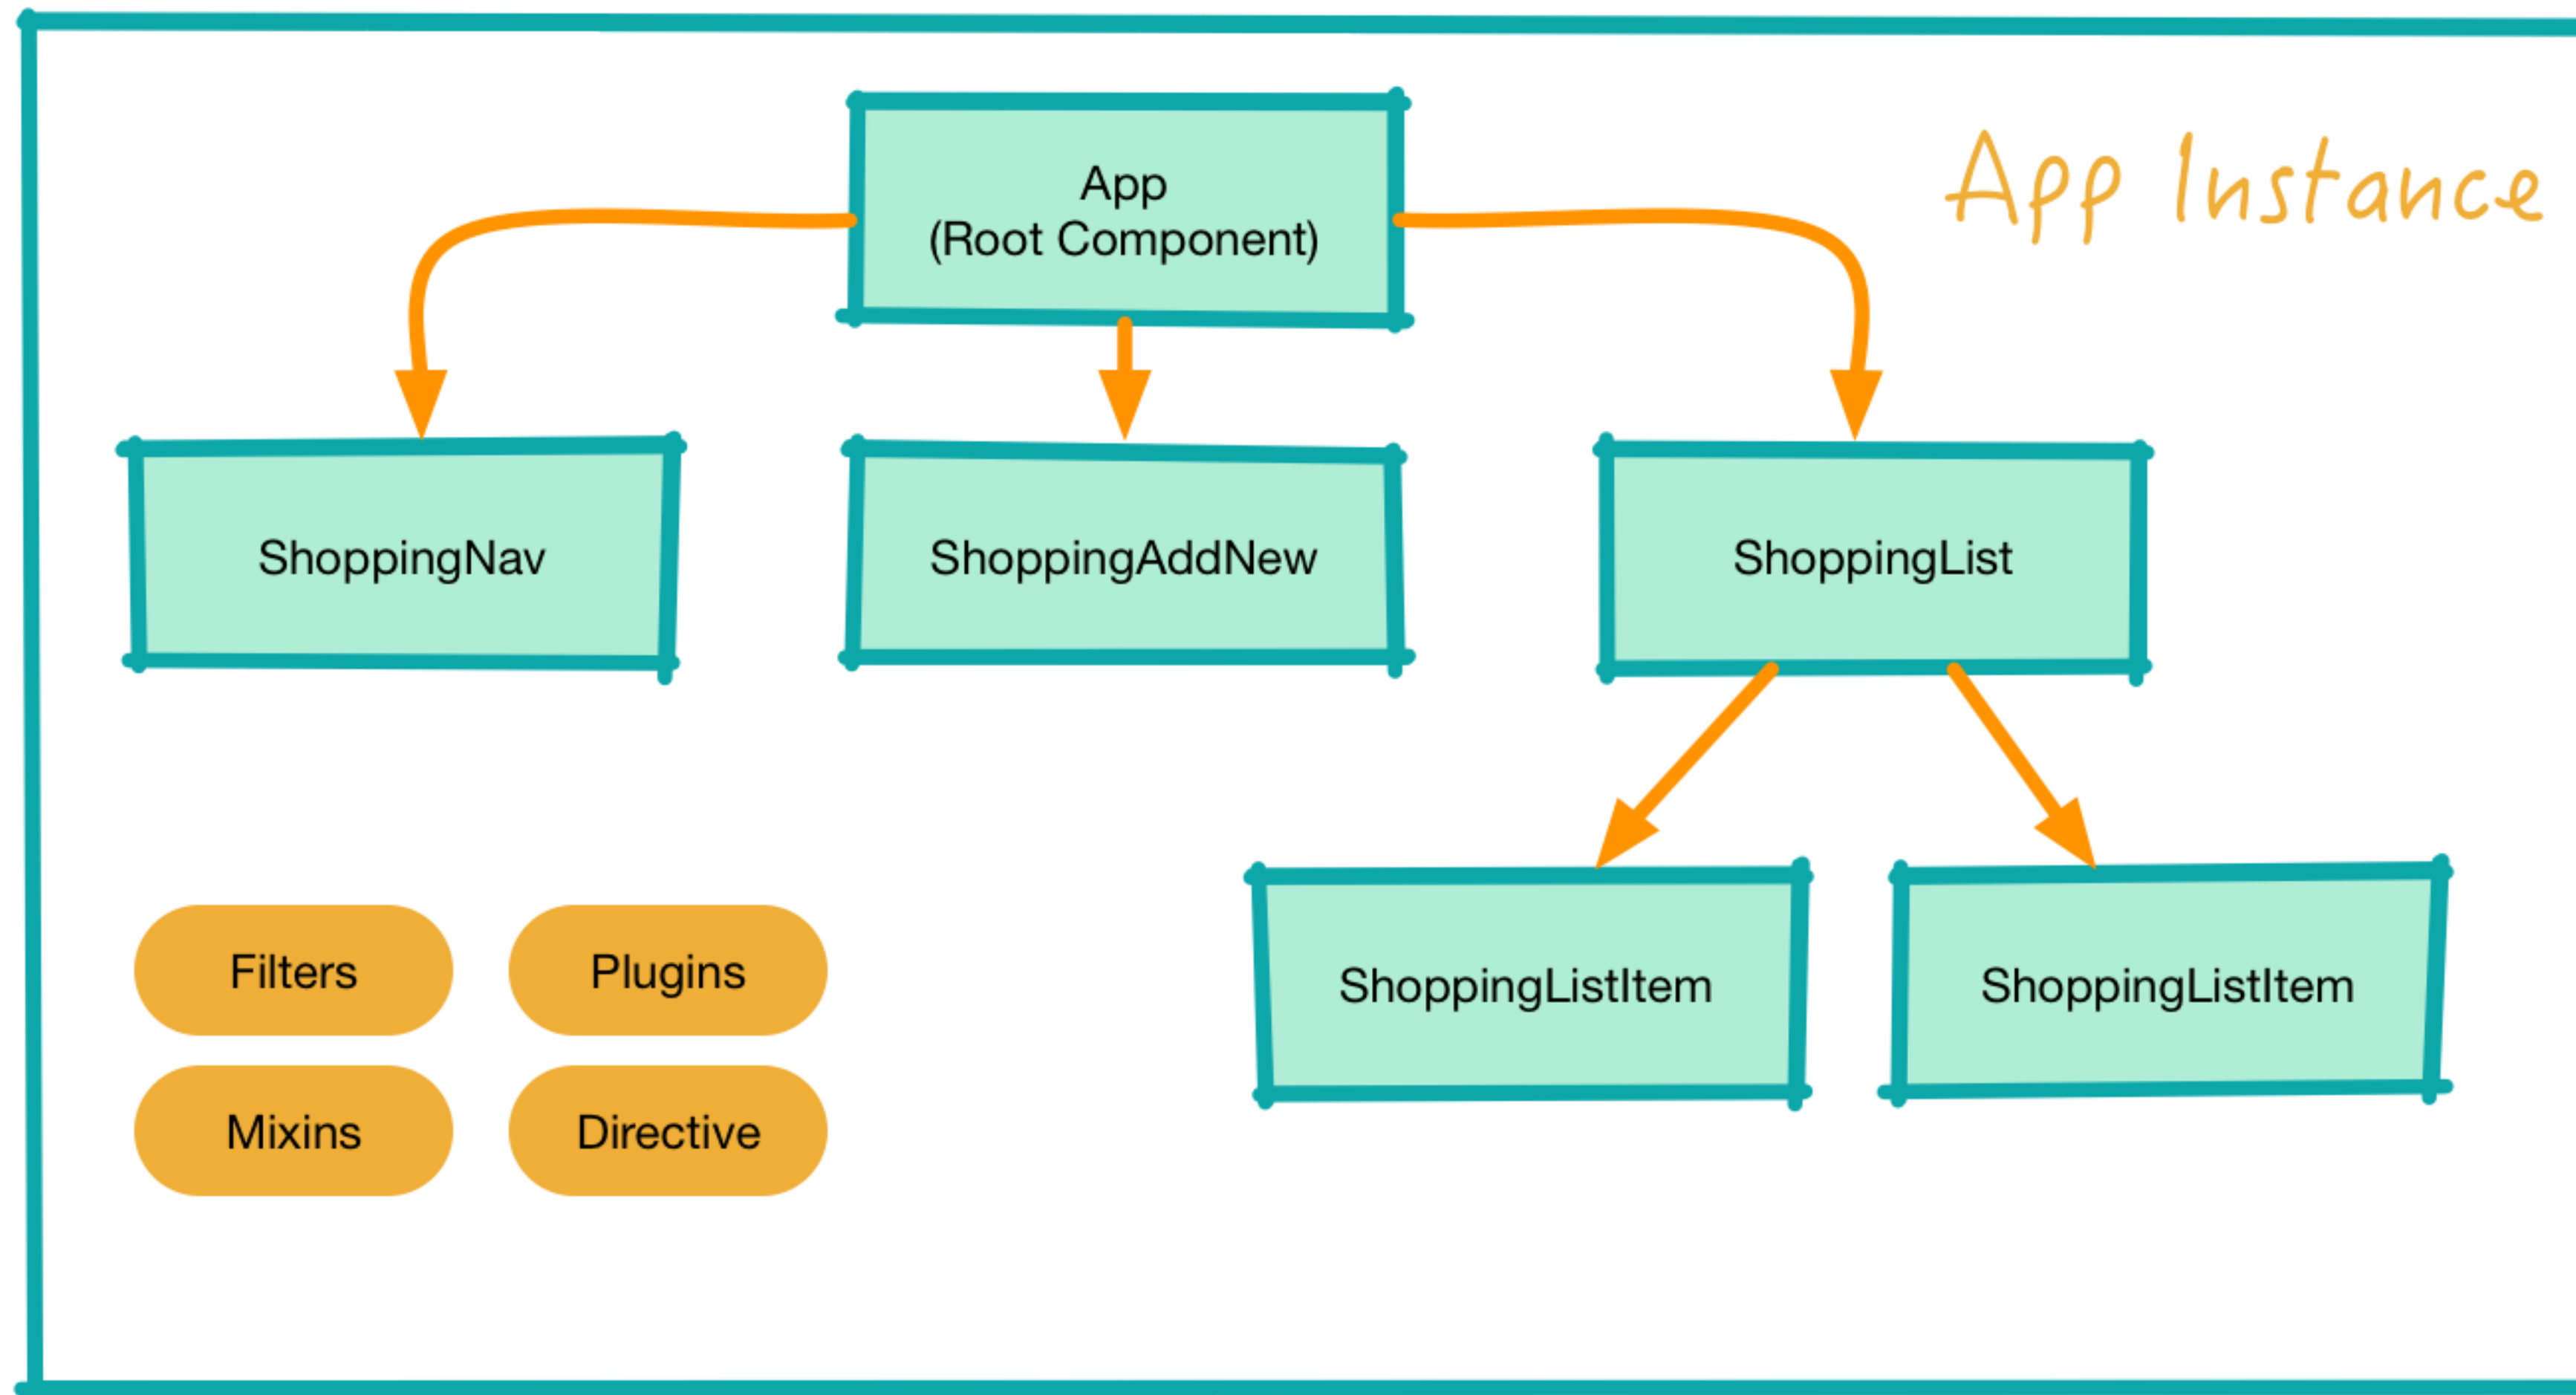 App
(Root Component)
App Instance
ShoppingNav
ShoppingAddNew
ShoppingList
ShoppingListItem
ShoppingListItem
Filters
Plugins
Mixins
Directive